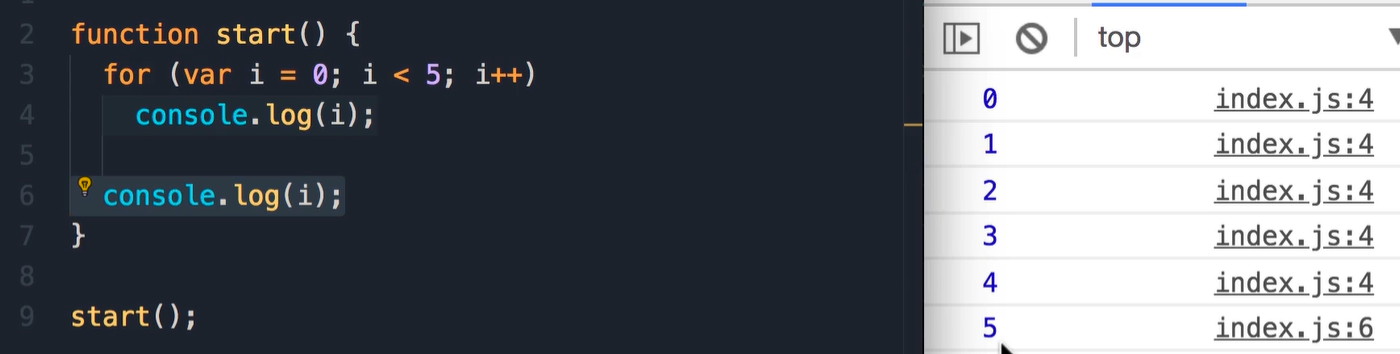 2 function start() {
3 for (var i = 0; i < 5; i++)
4 console.log(i);
5
6 console.log(i);
7 }
8
9 start();
top
0 index.js:4
1 index.js:4
2 index.js:4
3 index.js:4
4 index.js:4
5 index.js:6